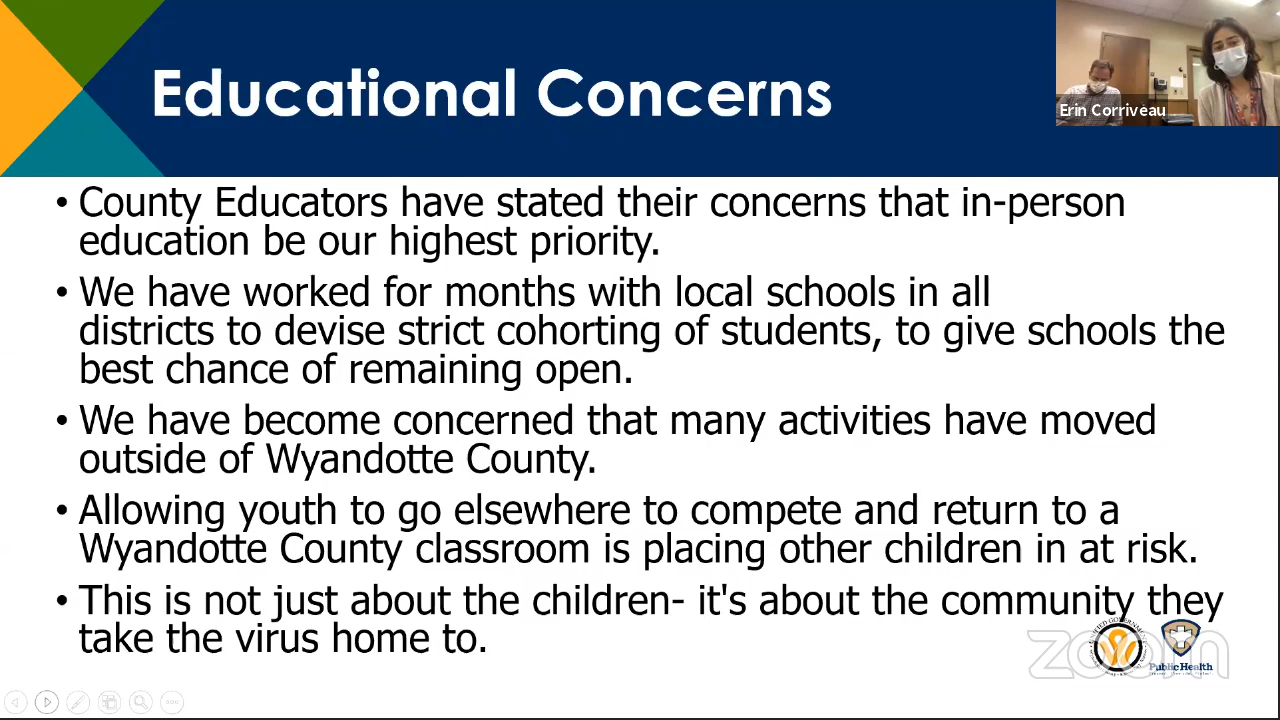 Educational Concerns
Erin Corriveau
• County Educators have stated their concerns that in-person
education be our highest priority.
• We have worked for months with local schools in all
districts to devise strict cohorting of students, to give schools the
best chance of remaining open.
• We have become concerned that many activities have moved
outside of Wyandotte County.
• Allowing youth to go elsewhere to compete and return to a
Wyandotte County classroom is placing other children in at risk.
• This is not just about the children- it's about the community they
take the virus home to.
zoom
Public Health